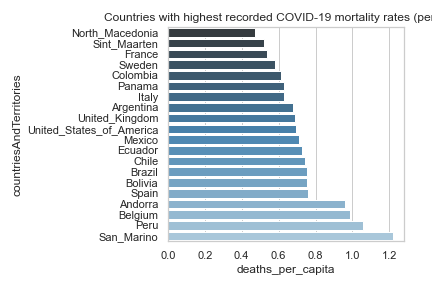 Countries with highest recorded COVID-19 mortality rates (per
North_Macedonia
Sint_Maarten
France
Sweden
Colombia
Panama
Italy
Argentina
United_Kingdom
United_States_of_America
Mexico
Ecuador
Chile
Brazil
Bolivia
Spain
Andorra
Belgium
Peru
San_Marino
countriesAndTerritories
0.0 0.2 0.4 0.6 0.8 1.0 1.2
deaths_per_capita